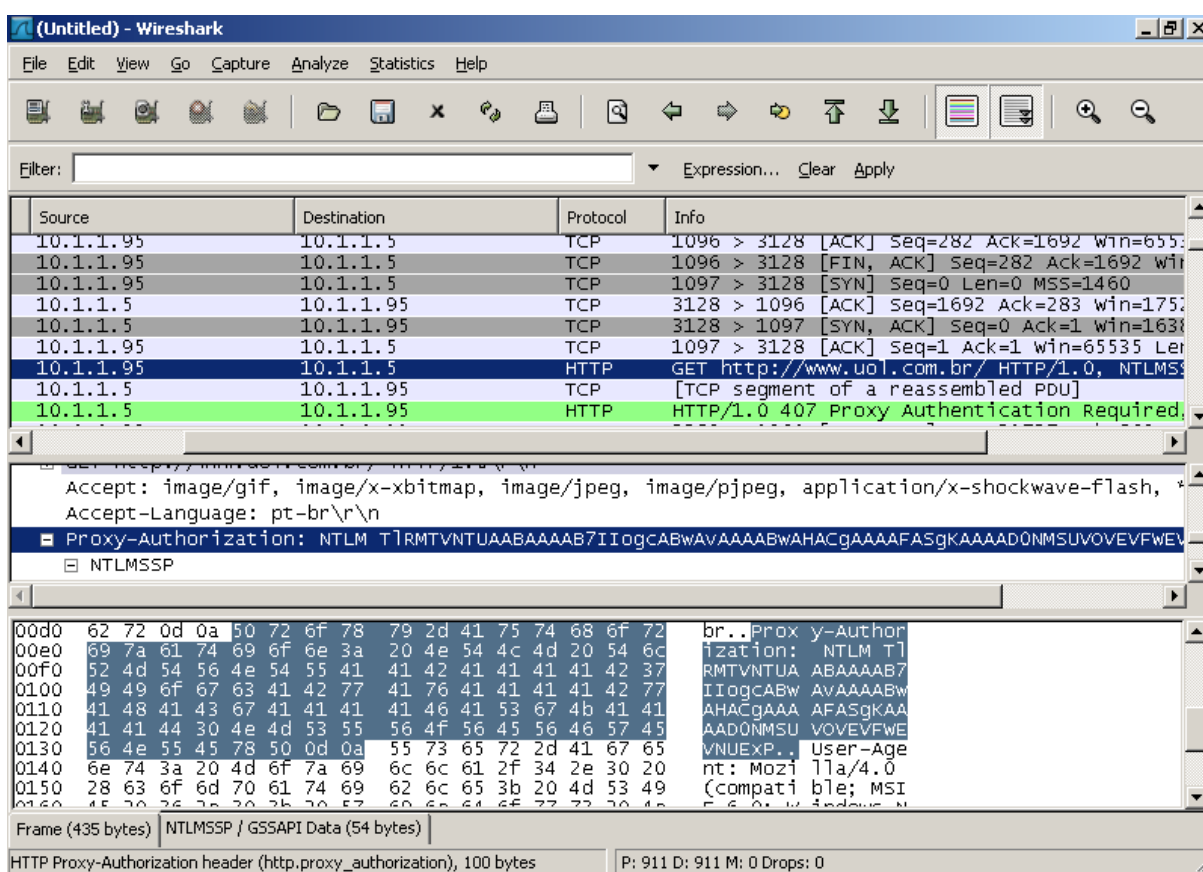 (Untitled) - Wireshark
File Edit View Go Capture Analyze Statistics Help
Filter: Expression... Clear Apply
Source Destination Protocol Info
10.1.1.95 10.1.1.5 TCP 1096 > 3128 [ACK] Seq=282 Ack=1692 Win=6553
10.1.1.95 10.1.1.5 TCP 1096 > 3128 [FIN, ACK] Seq=282 Ack=1692 Win
10.1.1.95 10.1.1.5 TCP 1097 > 3128 [SYN] Seq=0 Len=0 MSS=1460
10.1.1.5 10.1.1.95 TCP 3128 > 1096 [ACK] Seq=1692 Ack=283 Win=1752
10.1.1.5 10.1.1.95 TCP 3128 > 1097 [SYN, ACK] Seq=0 Ack=1 Win=1638
10.1.1.95 10.1.1.5 TCP 1097 > 3128 [ACK] Seq=1 Ack=1 Win=65535 Len
10.1.1.95 10.1.1.5 HTTP GET http://www.uol.com.br/ HTTP/1.0, NTLMSS
10.1.1.5 10.1.1.95 TCP [TCP segment of a reassembled PDU]
10.1.1.5 10.1.1.95 HTTP HTTP/1.0 407 Proxy Authentication Required,
GET http://www.uol.com.br/ HTTP/1.0\r\n
Accept: image/gif, image/x-xbitmap, image/jpeg, image/pjpeg, application/x-shockwave-flash, *
Accept-Language: pt-br\r\n
Proxy-Authorization: NTLM TlRMTVNTUAABAAAAB7IIogcABwAvAAAABwAHACgAAAAFASgKAAAAD0NMSUVOVEVFWEV
NTLMSSP
00d0 62 72 0d 0a 50 72 6f 78 79 2d 41 75 74 68 6f 72 br..Prox y-Author
00e0 69 7a 61 74 69 6f 6e 3a 20 4e 54 4c 4d 20 54 6c ization: NTLM Tl
00f0 52 4d 54 56 4e 54 55 41 41 42 41 41 41 41 42 37 RMTVNTUA ABAAAAB7
0100 49 49 6f 67 63 41 42 77 41 76 41 41 41 41 42 77 IIogcABw AvAAAABw
0110 41 48 41 43 67 41 41 41 41 46 41 53 67 4b 41 41 AHACgAAA AFASgKAA
0120 41 41 44 30 4e 4d 53 55 56 4f 56 45 56 46 57 45 AAD0NMSU VOVEVFWE
0130 56 4e 55 45 78 50 0d 0a 55 73 65 72 2d 41 67 65 VNUExP.. User-Age
0140 6e 74 3a 20 4d 6f 7a 69 6c 6c 61 2f 34 2e 30 20 nt: Mozi lla/4.0
0150 28 63 6f 6d 70 61 74 69 62 6c 65 3b 20 4d 53 49 (compati ble; MSI
Frame (435 bytes) NTLMSSP / GSSAPI Data (54 bytes)
HTTP Proxy-Authorization header (http.proxy_authorization), 100 bytes P: 911 D: 911 M: 0 Drops: 0